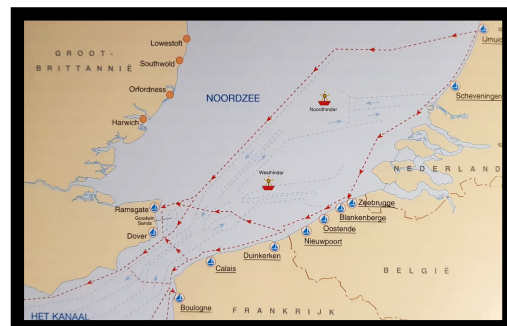 Lowestoft
GROOT-
BRITTANNIË
Southwold
Orfordness
Harwich
NOORDZEE
Noordhinder
IJmuid
Scheveningen
Westhinder
NEDERLAND
Ramsgate
Goodwin
Sands
Dover
Zeebrugge
Blankenberge
Oostende
Nieuwpoort
Duinkerken
Calais
BELGIË
Boulogne
FRANKRIJK
HET KANAAL